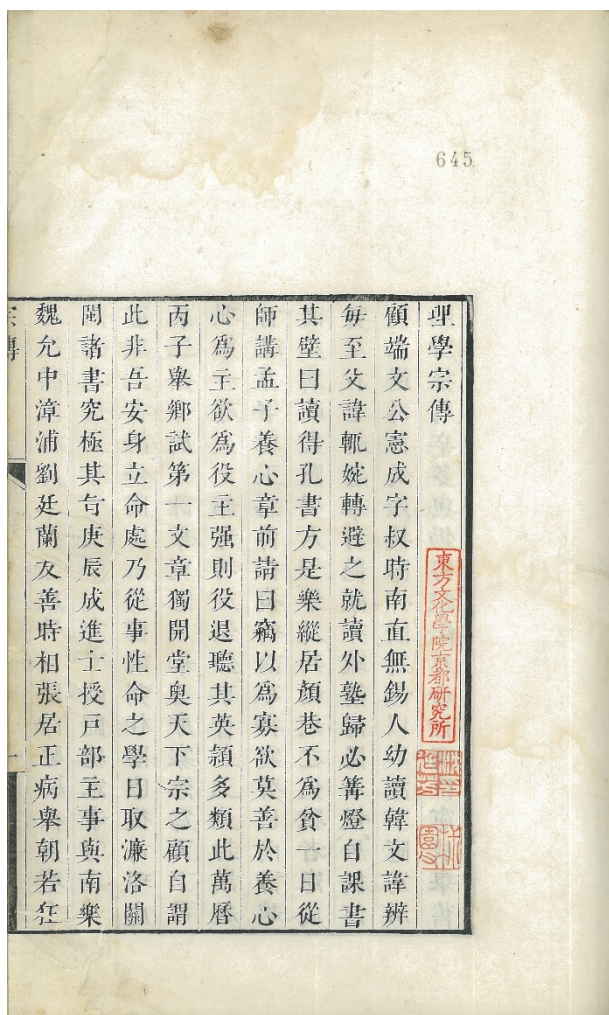 645
理學宗傳
東方文化學院京都研究所
顧端文公憲成字叔時南直無錫人幼讀韓文諱辨
每至父諱輒婉轉避之就讀外塾歸必篝燈自課書
其壁曰讀得孔書方是樂縱居顏巷不爲貧一日從
師講孟子養心章前請曰竊以爲寡欲莫善於養心
心爲主欲爲役主强則役退聽其英穎多類此萬曆
丙子舉鄉試第一文章獨開堂奥天下宗之顧自謂
此非吾安身立命處乃從事性命之學日取濂洛關
閩諸書究極其旨庚辰成進士授戸部主事與南樂
魏允中漳浦劉廷蘭友善時相張居正病舉朝若狂
宗傳